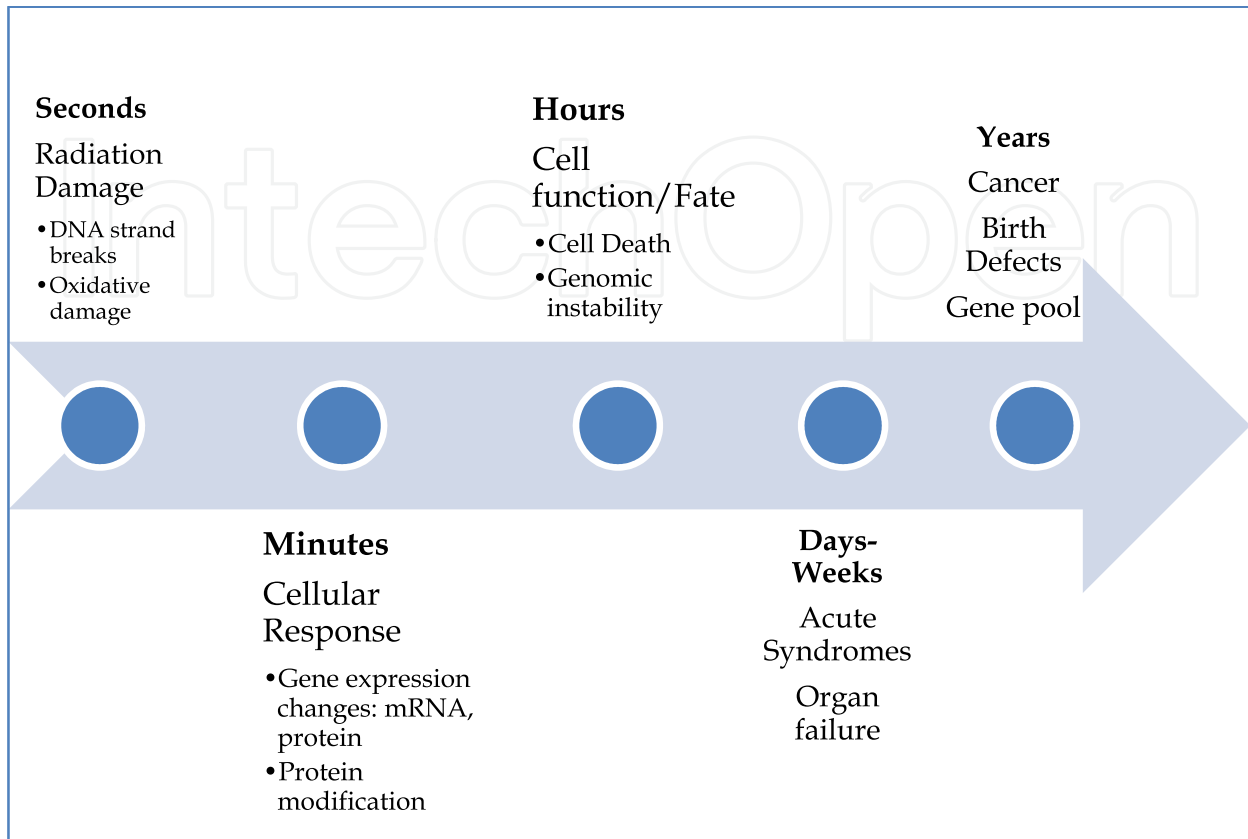 IntechOpen
Seconds
Radiation
Damage
•DNA strand
breaks
•Oxidative
damage
Minutes
Cellular
Response
•Gene expression
changes: mRNA,
protein
•Protein
modification
Hours
Cell
function/Fate
•Cell Death
•Genomic
instability
Days-
Weeks
Acute
Syndromes
Organ
failure
Years
Cancer
Birth
Defects
Gene pool